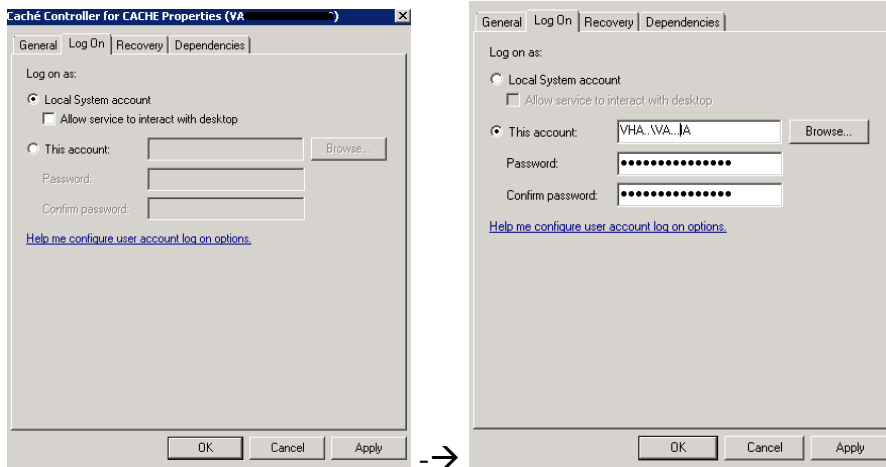 Caché Controller for CACHE Properties (VA )
General Log On Recovery Dependencies
Log on as:
Local System account
Allow service to interact with desktop
This account: Browse...
Password:
Confirm password:
Help me configure user account log on options.
OK Cancel Apply
-→
General Log On Recovery Dependencies
Log on as:
Local System account
Allow service to interact with desktop
This account: VHA..\VA...IA Browse...
Password: ●●●●●●●●●●●●●●●
Confirm password: ●●●●●●●●●●●●●●●
Help me configure user account log on options.
OK Cancel Apply